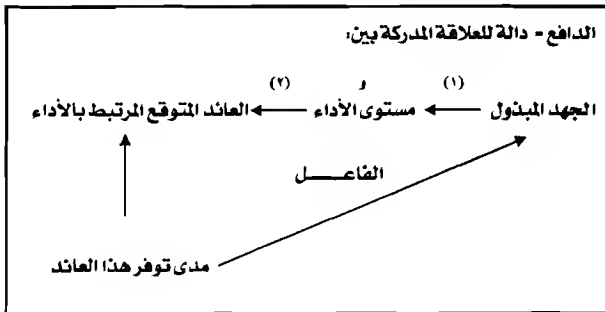 الدافع = دالة للعلاقة المدركة بين:
(١) و (٢)
الجهد المبذول مستوى الأداء العائد المتوقع المرتبط بالأداء
الفاعـــــل
مدى توفر هذا العائد